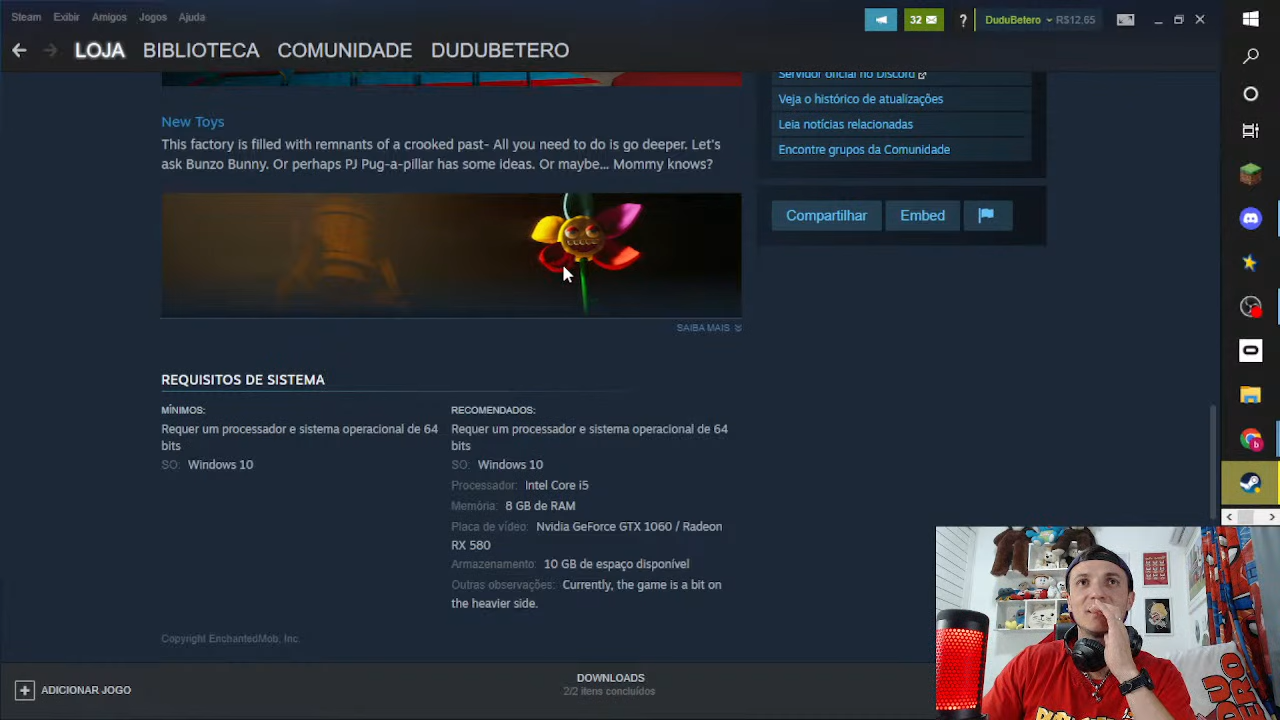 Steam Exibir Amigos Jogos Ajuda
32 ? DuduBetero R$12,65
LOJA BIBLIOTECA COMUNIDADE DUDUBETERO
Servidor oficial no Discord
Veja o histórico de atualizações
Leia notícias relacionadas
Encontre grupos da Comunidade
Compartilhar Embed
New Toys
This factory is filled with remnants of a crooked past- All you need to do is go deeper. Let's
ask Bunzo Bunny. Or perhaps PJ Pug-a-pillar has some ideas. Or maybe... Mommy knows?
SAIBA MAIS
REQUISITOS DE SISTEMA
MÍNIMOS:
Requer um processador e sistema operacional de 64
bits
SO: Windows 10
RECOMENDADOS:
Requer um processador e sistema operacional de 64
bits
SO: Windows 10
Processador: Intel Core i5
Memória: 8 GB de RAM
Placa de vídeo: Nvidia GeForce GTX 1060 / Radeon
RX 580
Armazenamento: 10 GB de espaço disponível
Outras observações: Currently, the game is a bit on
the heavier side.
Copyright EnchantedMob, Inc.
ADICIONAR JOGO
DOWNLOADS
2/2 itens concluídos